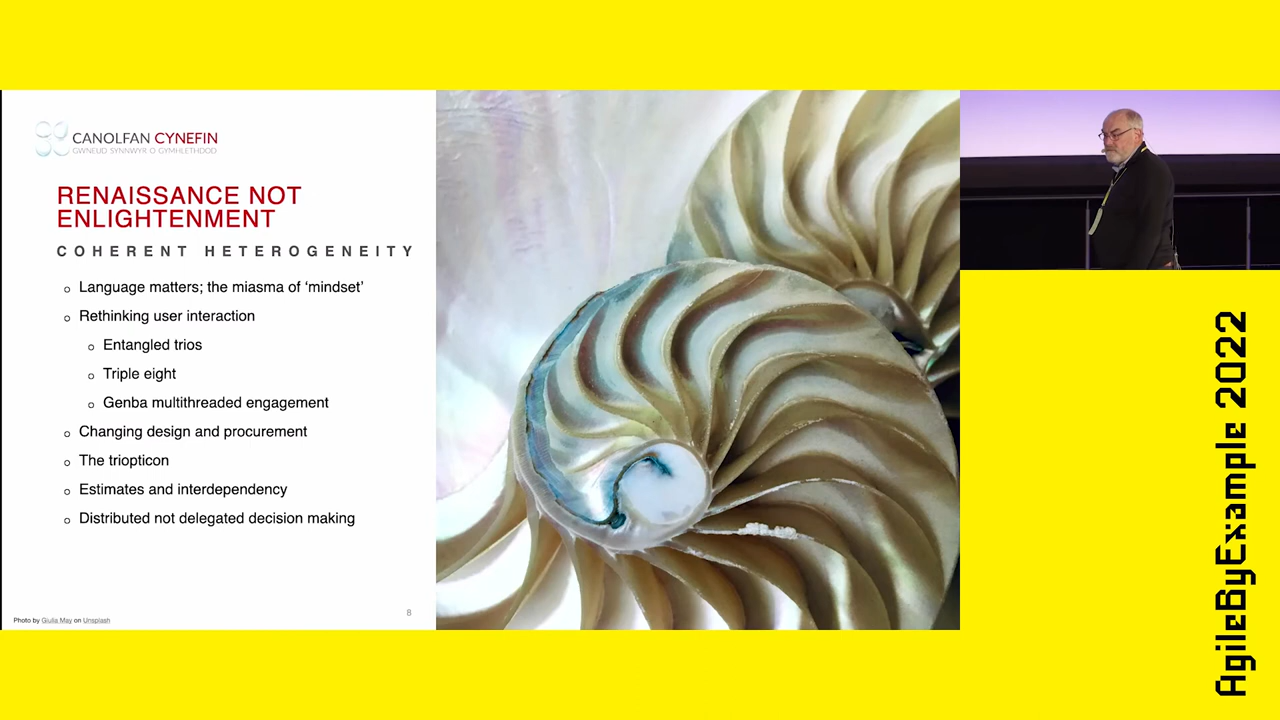 CANOLFAN CYNEFIN
GWNEUD SYNNWYR O GYMHLETHDOD
RENAISSANCE NOT
ENLIGHTENMENT
COHERENT HETEROGENEITY
Language matters; the miasma of ‘mindset’
Rethinking user interaction
Entangled trios
Triple eight
Genba multithreaded engagement
Changing design and procurement
The triopticon
Estimates and interdependency
Distributed not delegated decision making
8
Photo by Giulia May on Unsplash
AgileByExample 2022